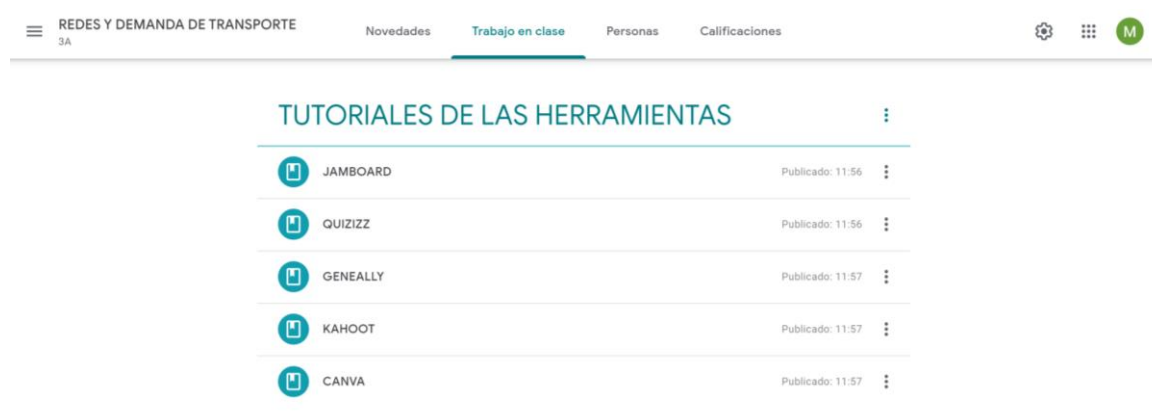 REDES Y DEMANDA DE TRANSPORTE
3A
Novedades Trabajo en clase Personas Calificaciones
M
TUTORIALES DE LAS HERRAMIENTAS
JAMBOARD Publicado: 11:56
QUIZIZZ Publicado: 11:56
GENEALLY Publicado: 11:57
KAHOOT Publicado: 11:57
CANVA Publicado: 11:57